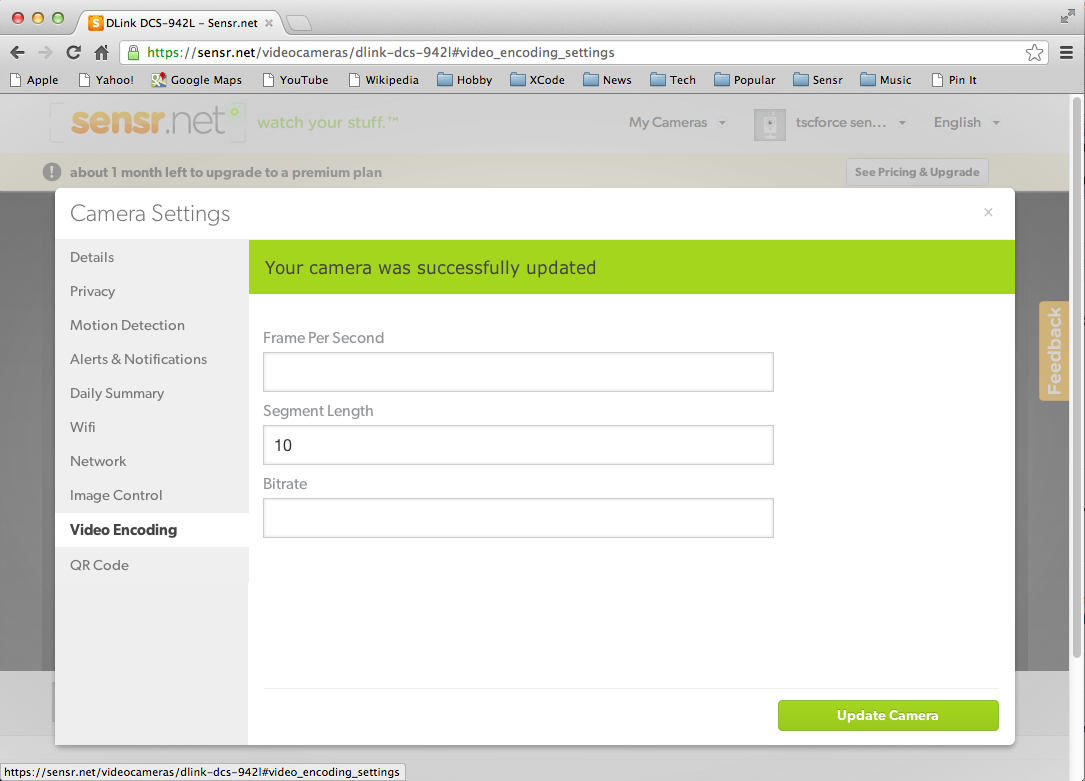 DLink DCS-942L – Sensr.net
https://sensr.net/videocameras/dlink-dcs-942l#video_encoding_settings
Apple Yahoo! Google Maps YouTube Wikipedia Hobby XCode News Tech Popular Sensr Music Pin It
sensr.net watch your stuff.™ My Cameras tscforce sen... English
about 1 month left to upgrade to a premium plan See Pricing & Upgrade
Camera Settings
Details
Privacy
Motion Detection
Alerts & Notifications
Daily Summary
Wifi
Network
Image Control
Video Encoding
QR Code
Your camera was successfully updated
Frame Per Second
Segment Length
10
Bitrate
Update Camera
Feedback
https://sensr.net/videocameras/dlink-dcs-942l#video_encoding_settings